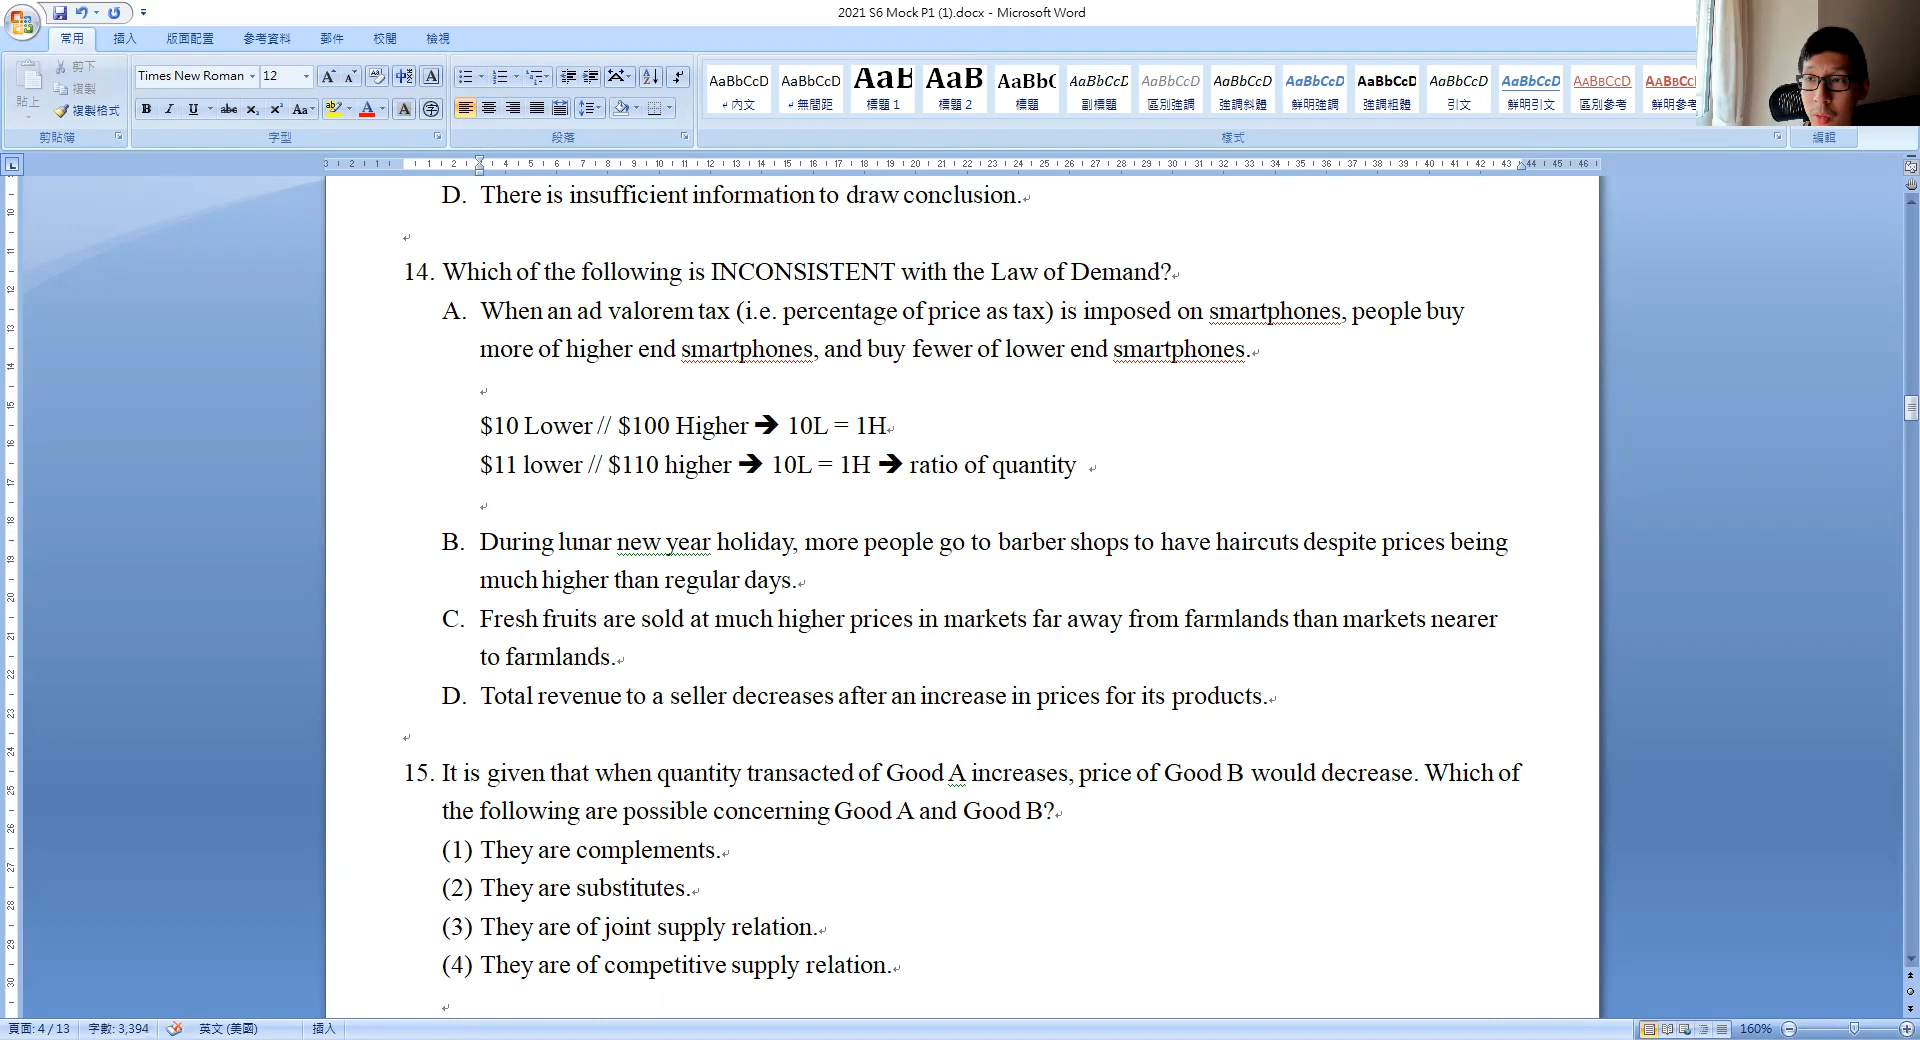 2021 S6 Mock P1 (1).docx - Microsoft Word
常用 插入 版面配置 參考資料 郵件 校閱 檢視
貼上 剪下 複製 複製格式
Times New Roman 12
AaBbCcD AaBbCcD AaB AaB AaBb( AaBbCcD AaBbCcD AaBbCcD AaBbCcD AaBbCcD AaBbCcD AaBbCcD AaBbCcD AaBbCc
內文 無間距 標題 1 標題 2 標題 副標題 區別強調 強調斜體 鮮明強調 強調粗體 引文 鮮明引文 區別參考 鮮明參考
剪貼簿 字型 段落 樣式 編輯
D. There is insufficient information to draw conclusion.
14. Which of the following is INCONSISTENT with the Law of Demand?
A. When an ad valorem tax (i.e. percentage of price as tax) is imposed on smartphones, people buy
more of higher end smartphones, and buy fewer of lower end smartphones.
$10 Lower // $100 Higher ➔ 10L = 1H
$11 lower // $110 higher ➔ 10L = 1H ➔ ratio of quantity
B. During lunar new year holiday, more people go to barber shops to have haircuts despite prices being
much higher than regular days.
C. Fresh fruits are sold at much higher prices in markets far away from farmlands than markets nearer
to farmlands.
D. Total revenue to a seller decreases after an increase in prices for its products.
15. It is given that when quantity transacted of Good A increases, price of Good B would decrease. Which of
the following are possible concerning Good A and Good B?
(1) They are complements.
(2) They are substitutes.
(3) They are of joint supply relation.
(4) They are of competitive supply relation.
頁面: 4 / 13 字數: 3,394 英文 (美國) 插入 160%